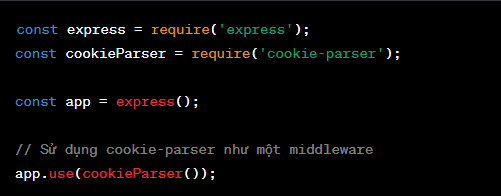 const express = require('express');
const cookieParser = require('cookie-parser');
const app = express();
// Sử dụng cookie-parser như một middleware
app.use(cookieParser());